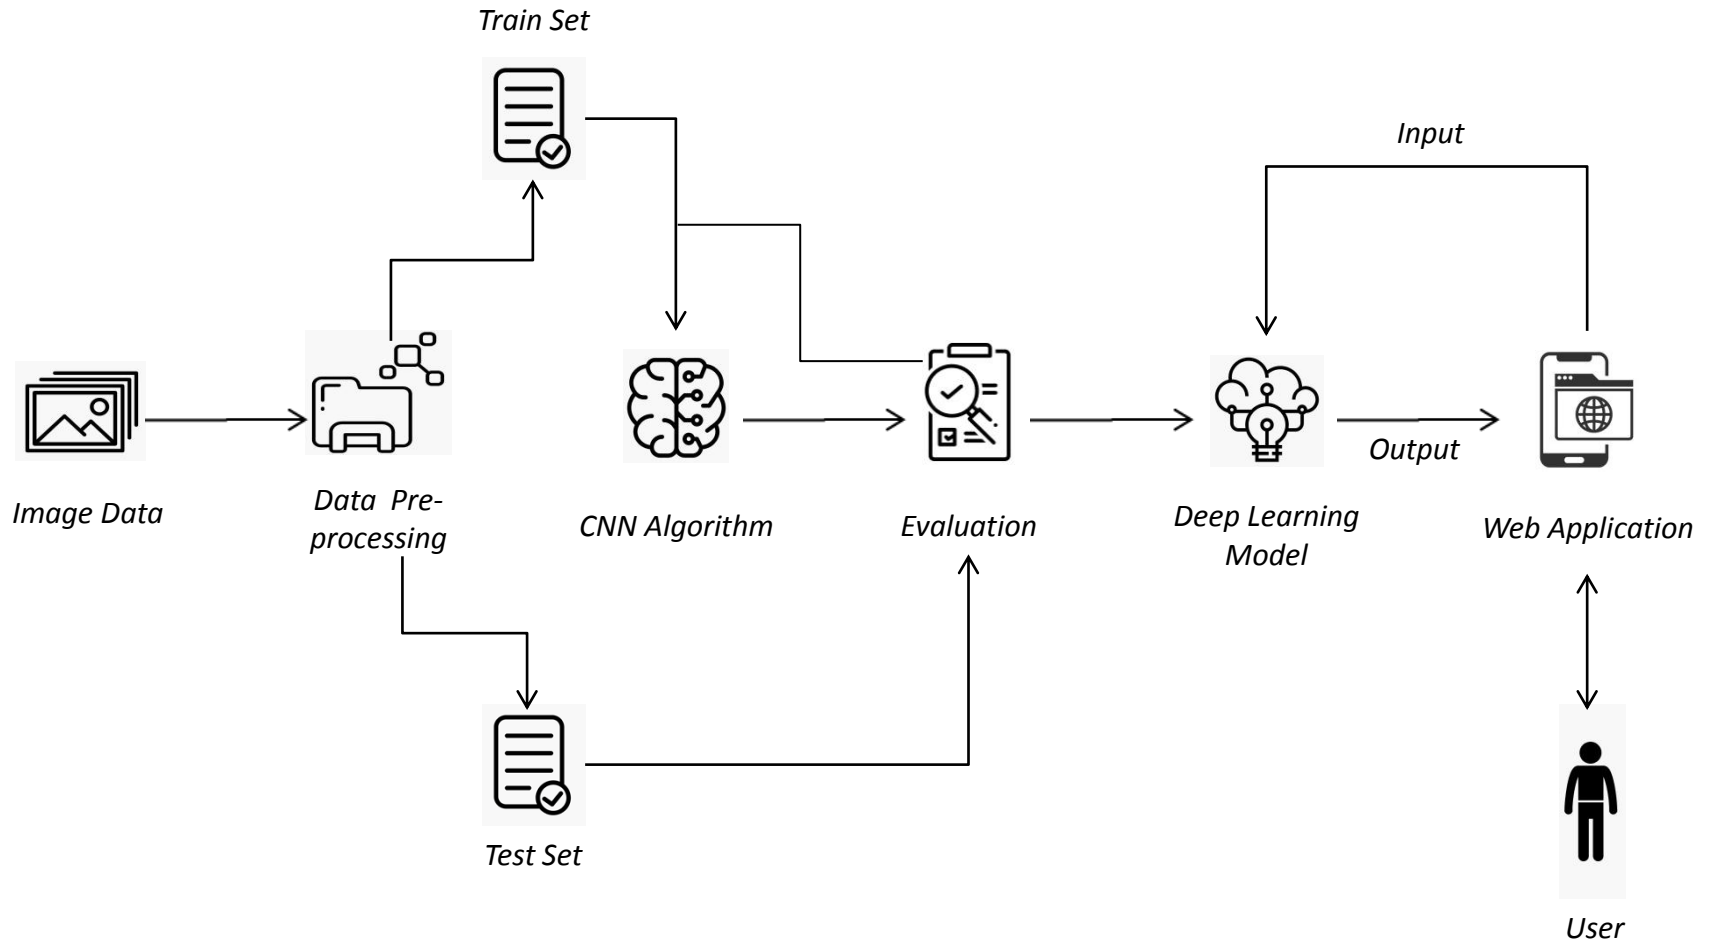 Train Set
Input
Output
Image Data
Data Pre-
processing
CNN Algorithm
Evaluation
Deep Learning
Model
Web Application
Test Set
User